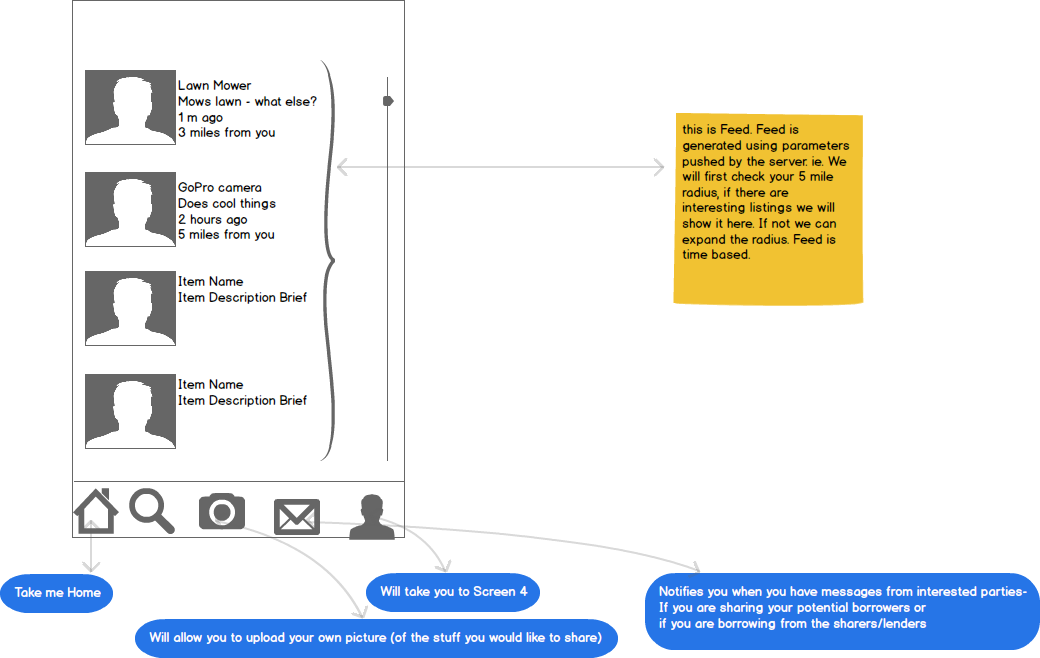 Lawn Mower
Mows lawn - what else?
1 m ago
3 miles from you
GoPro camera
Does cool things
2 hours ago
5 miles from you
Item Name
Item Description Brief
Item Name
Item Description Brief
this is Feed. Feed is
generated using parameters
pushed by the server. ie. We
will first check your 5 mile
radius, if there are
interesting listings we will
show it here. If not we can
expand the radius. Feed is
time based.
Take me Home
Will allow you to upload your own picture (of the stuff you would like to share)
Will take you to Screen 4
Notifies you when you have messages from interested parties-
If you are sharing your potential borrowers or
if you are borrowing from the sharers/lenders